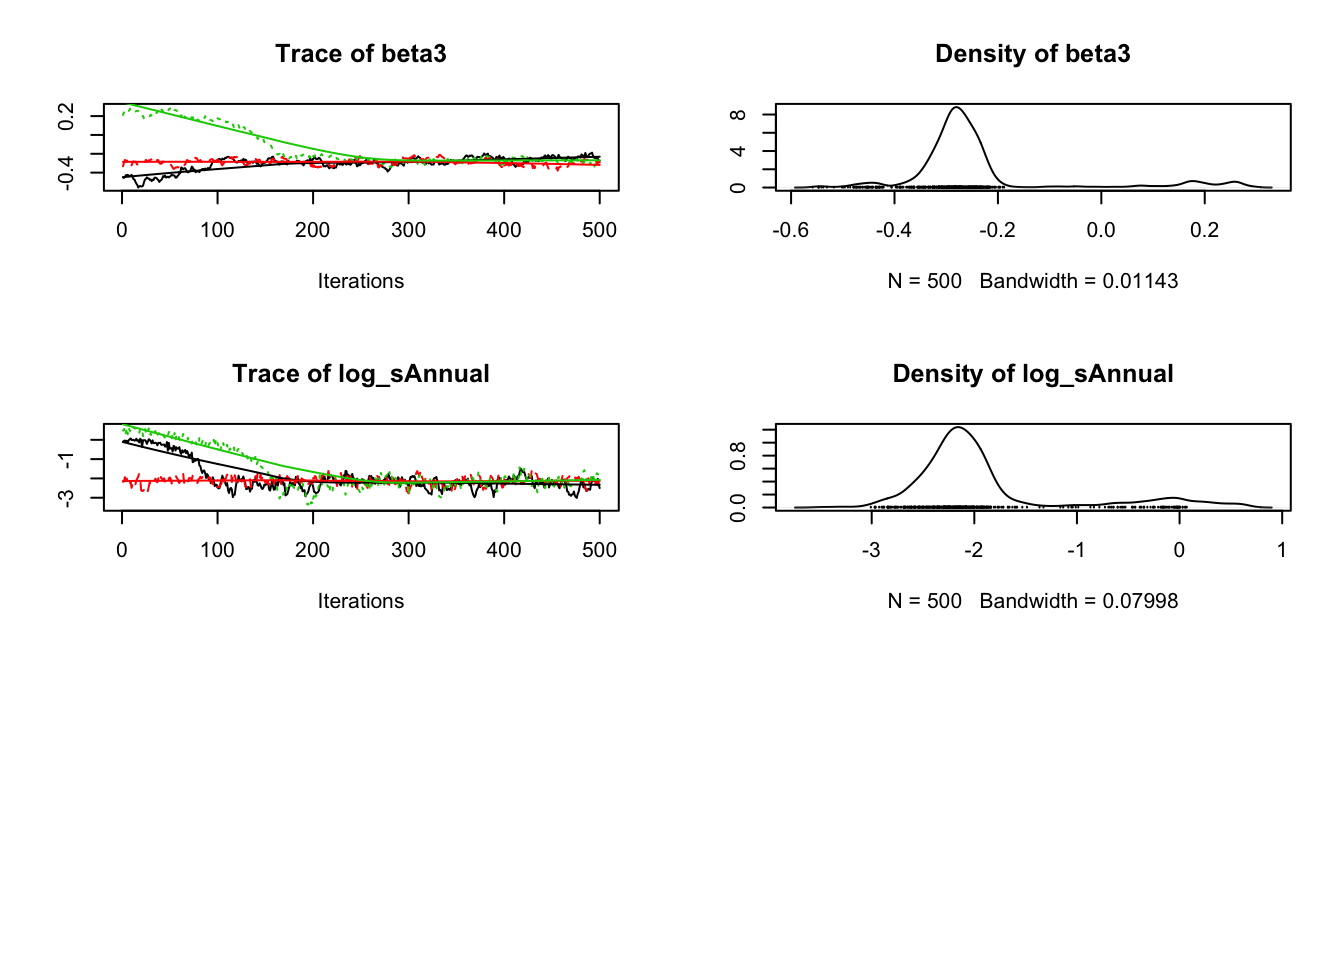 Trace of beta3
0.2
-0.4
0 100 200 300 400 500
Iterations
Density of beta3
8
4
0
-0.6 -0.4 -0.2 0.0 0.2
N = 500 Bandwidth = 0.01143
Trace of log_sAnnual
-1
-3
0 100 200 300 400 500
Iterations
Density of log_sAnnual
0.8
0.0
-3 -2 -1 0 1
N = 500 Bandwidth = 0.07998